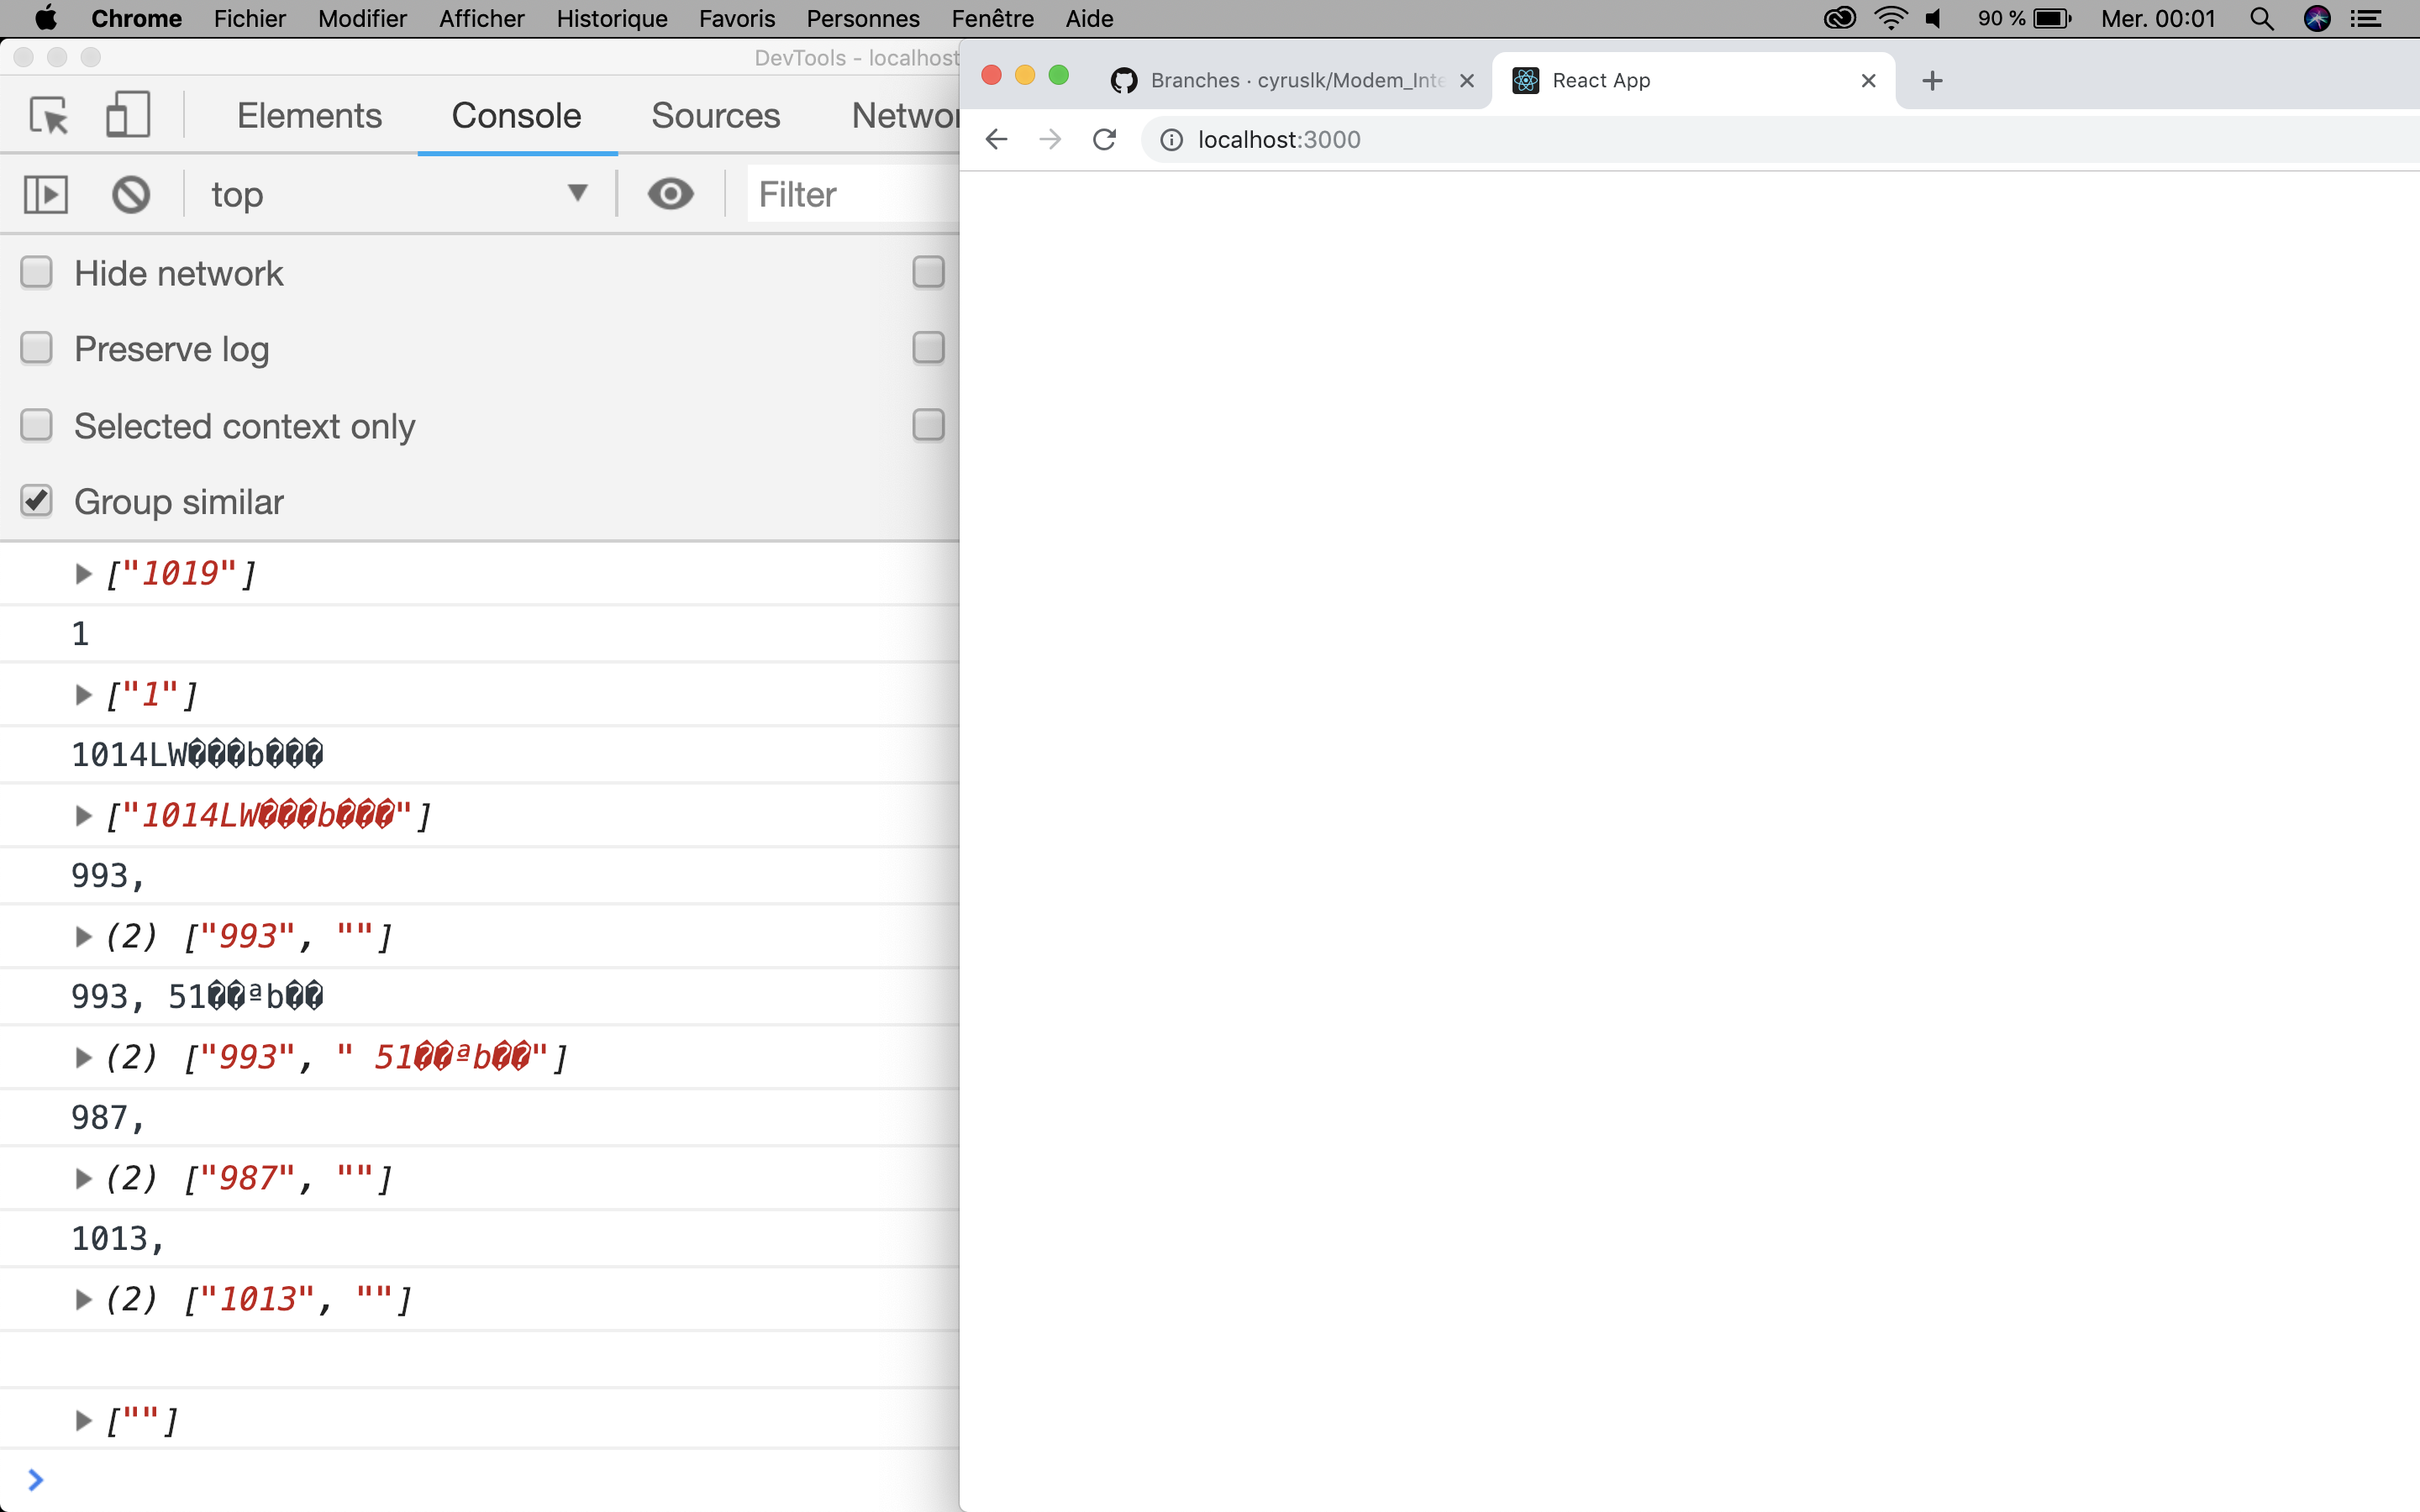 Chrome Fichier Modifier Afficher Historique Favoris Personnes Fenêtre Aide 90 % Mer. 00:01
DevTools - localhost
Branches · cyruslk/Modem_Inte
React App
localhost:3000
Elements Console Sources Networ
top Filter
Hide network
Preserve log
Selected context only
Group similar
["1019"]
1
["1"]
1014LW���b���
["1014LW���b���"]
993,
(2) ["993", ""]
993, 51��ªb��
(2) ["993", " 51��ªb��"]
987,
(2) ["987", ""]
1013,
(2) ["1013", ""]
[""]